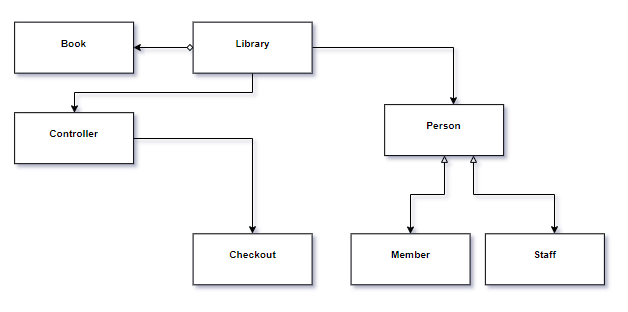 Book
Library
Person
Controller
Checkout
Member
Staff